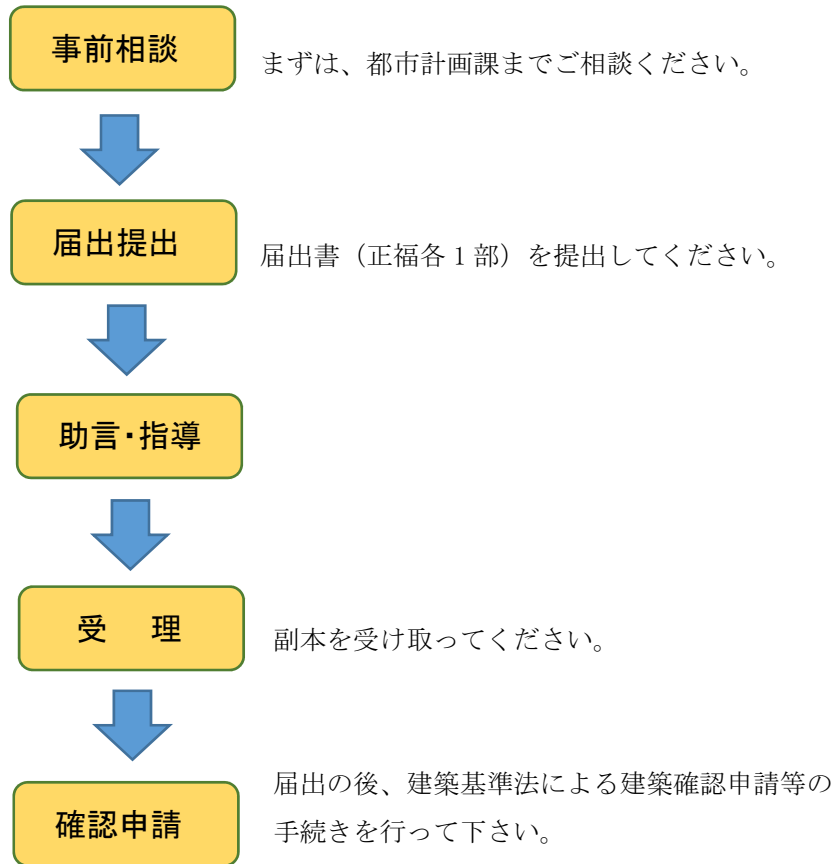 事前相談
まずは、都市計画課までご相談ください。
届出提出
届出書（正福各１部）を提出してください。
助言・指導
受　理
副本を受け取ってください。
確認申請
届出の後、建築基準法による建築確認申請等の
手続きを行って下さい。